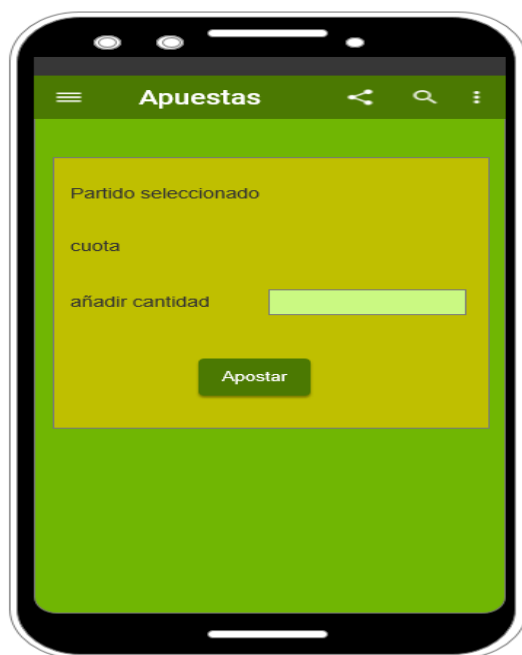 Apuestas
Partido seleccionado
cuota
añadir cantidad
Apostar